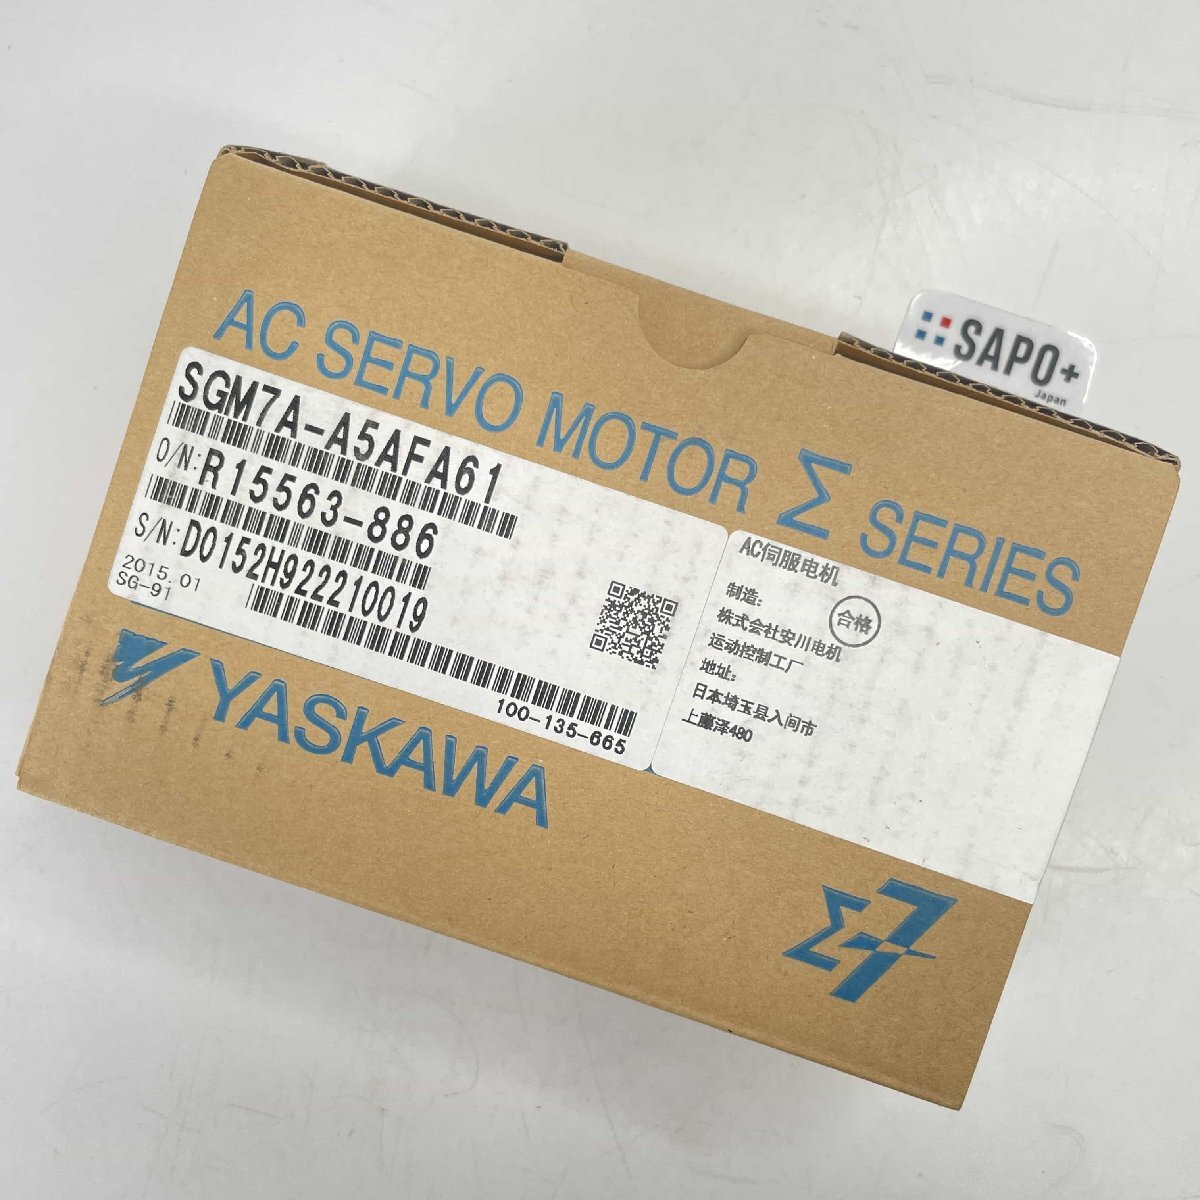 SAPO+
Japan
AC SERVO MOTOR Σ SERIES
SGM7A-A5AFA61
O/N:R15563-886
S/N:D0152H922210019
2015.01
SG-91
100-135-665
AC伺服电机
制造:
合格
株式会社安川电机
运动控制工厂
地址:
日本埼玉县入间市
上藤泽480
YASKAWA
Σ7